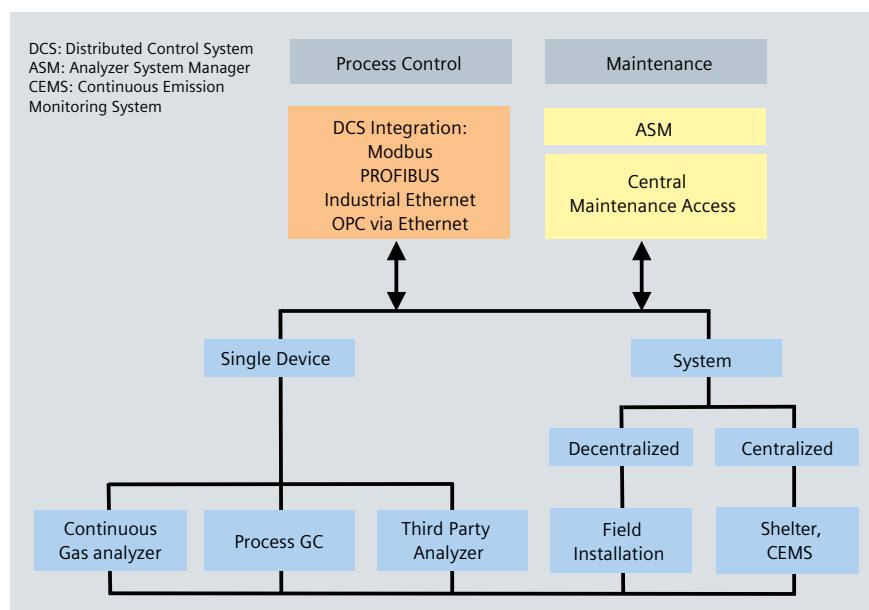 DCS: Distributed Control System
ASM: Analyzer System Manager
CEMS: Continuous Emission
Monitoring System
Process Control
Maintenance
DCS Integration:
Modbus
PROFIBUS
Industrial Ethernet
OPC via Ethernet
ASM
Central
Maintenance Access
Single Device
System
Decentralized
Centralized
Continuous
Gas analyzer
Process GC
Third Party
Analyzer
Field
Installation
Shelter,
CEMS